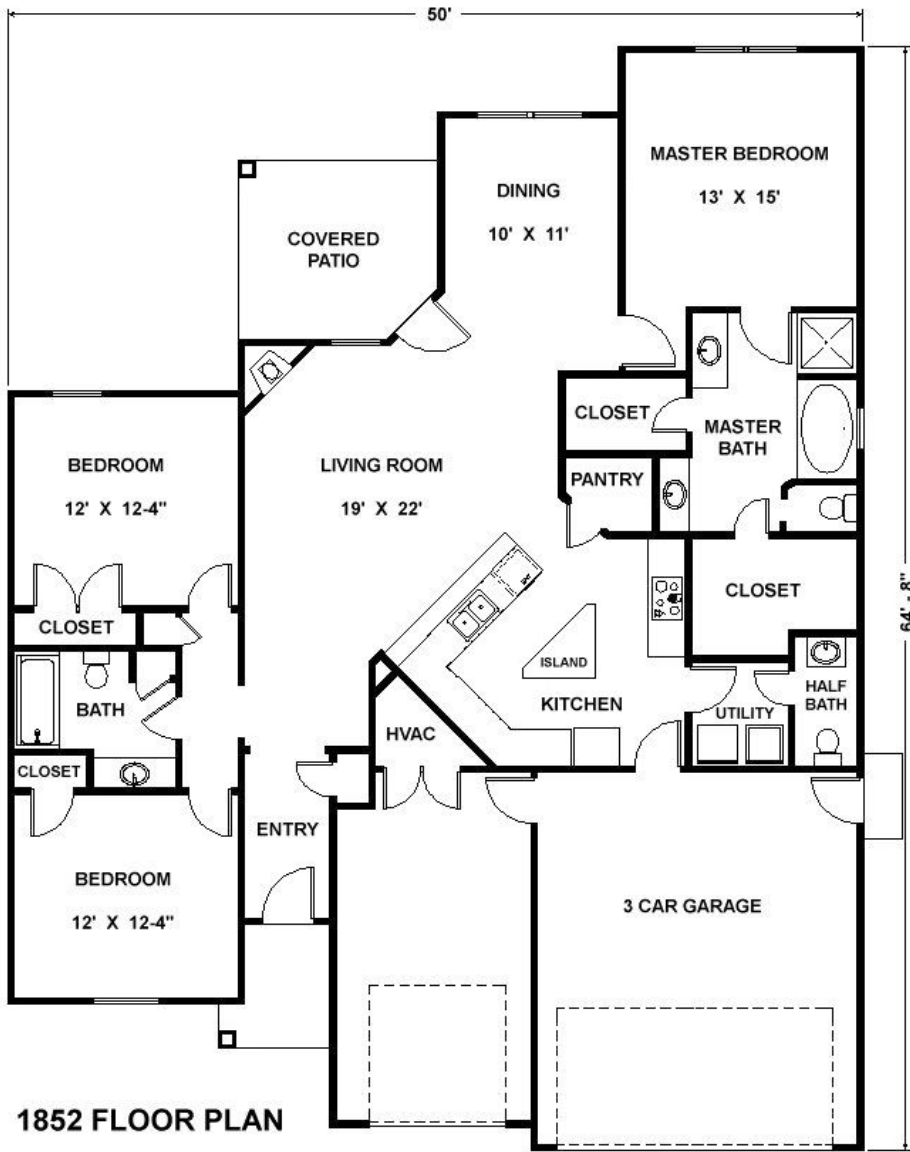 50'
MASTER BEDROOM
13' X 15'
DINING
10' X 11'
COVERED
PATIO
64' - 8"
CLOSET
MASTER
BATH
BEDROOM
12' X 12-4"
LIVING ROOM
19' X 22'
PANTRY
CLOSET
CLOSET
ISLAND
KITCHEN
HALF
BATH
UTILITY
BATH
HVAC
CLOSET
ENTRY
BEDROOM
12' X 12-4"
3 CAR GARAGE
1852 FLOOR PLAN